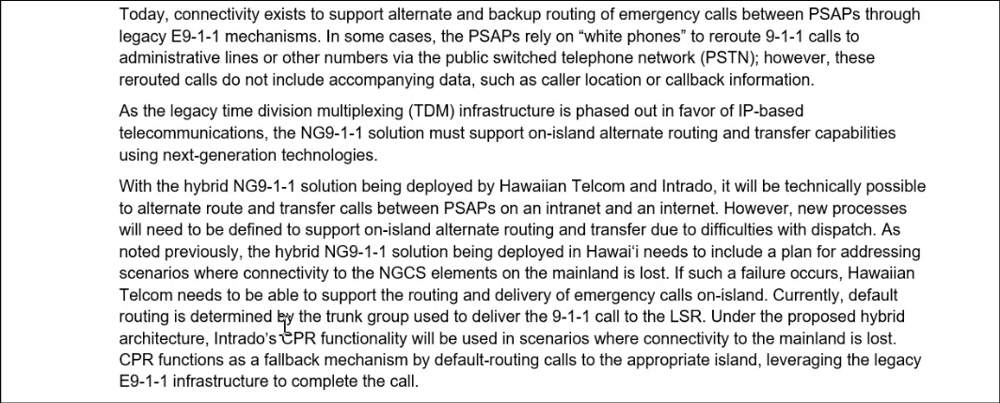 Today, connectivity exists to support alternate and backup routing of emergency calls between PSAPs through
legacy E9-1-1 mechanisms. In some cases, the PSAPs rely on “white phones” to reroute 9-1-1 calls to
administrative lines or other numbers via the public switched telephone network (PSTN); however, these
rerouted calls do not include accompanying data, such as caller location or callback information.
As the legacy time division multiplexing (TDM) infrastructure is phased out in favor of IP-based
telecommunications, the NG9-1-1 solution must support on-island alternate routing and transfer capabilities
using next-generation technologies.
With the hybrid NG9-1-1 solution being deployed by Hawaiian Telcom and Intrado, it will be technically possible
to alternate route and transfer calls between PSAPs on an intranet and an internet. However, new processes
will need to be defined to support on-island alternate routing and transfer due to difficulties with dispatch. As
noted previously, the hybrid NG9-1-1 solution being deployed in Hawaiʻi needs to include a plan for addressing
scenarios where connectivity to the NGCS elements on the mainland is lost. If such a failure occurs, Hawaiian
Telcom needs to be able to support the routing and delivery of emergency calls on-island. Currently, default
routing is determined by the trunk group used to deliver the 9-1-1 call to the LSR. Under the proposed hybrid
architecture, Intrado’s CPR functionality will be used in scenarios where connectivity to the mainland is lost.
CPR functions as a fallback mechanism by default-routing calls to the appropriate island, leveraging the legacy
E9-1-1 infrastructure to complete the call.